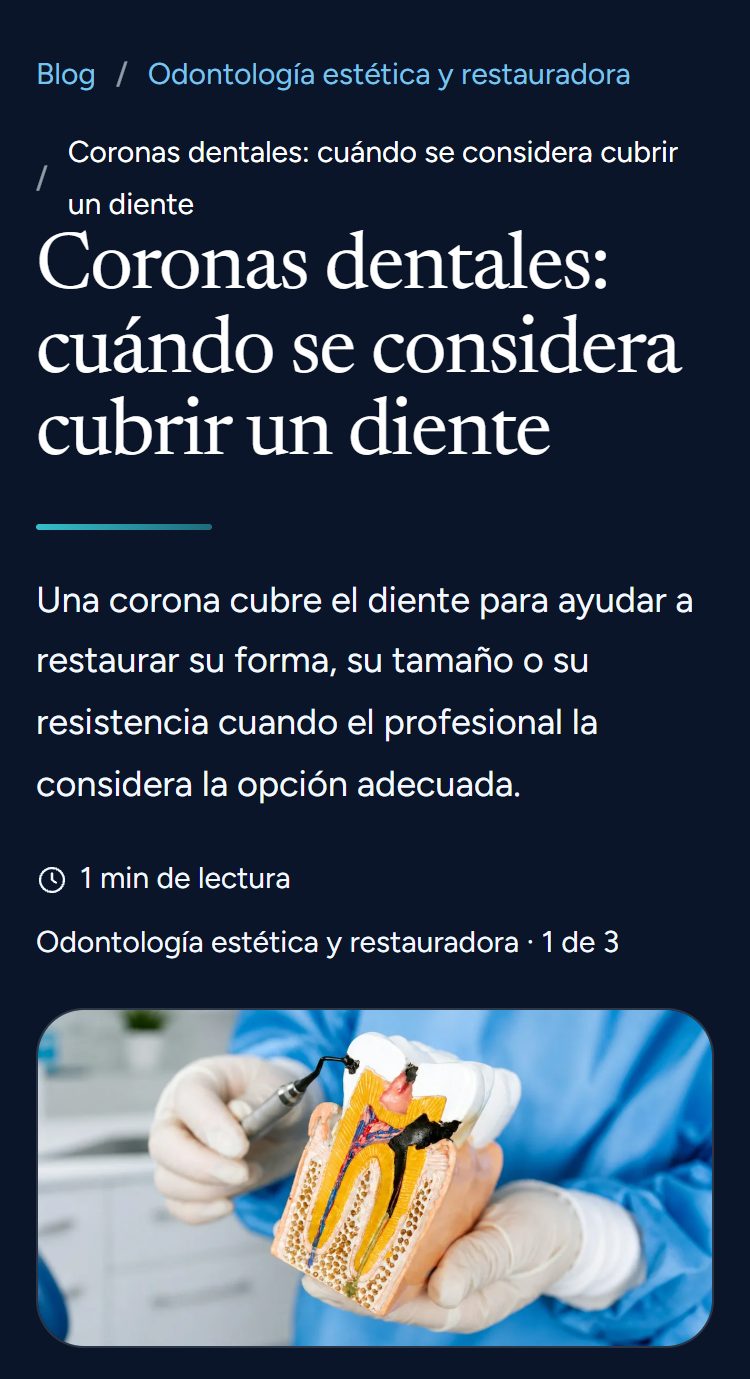 Blog / Odontología estética y restauradora
/ Coronas dentales: cuándo se considera cubrir
un diente
Coronas dentales:
cuándo se considera
cubrir un diente
Una corona cubre el diente para ayudar a
restaurar su forma, su tamaño o su
resistencia cuando el profesional la
considera la opción adecuada.
1 min de lectura
Odontología estética y restauradora · 1 de 3